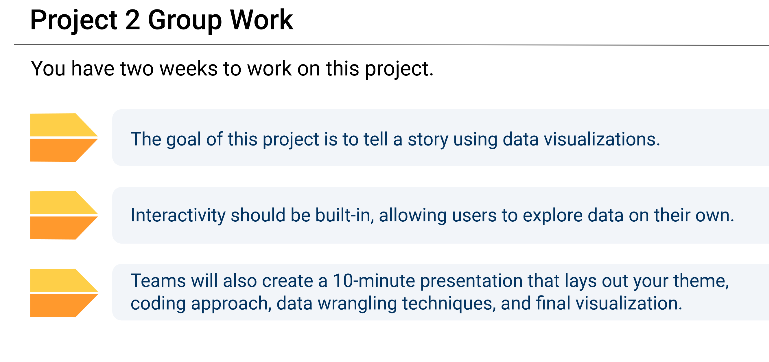 Project 2 Group Work
You have two weeks to work on this project.
The goal of this project is to tell a story using data visualizations.
Interactivity should be built-in, allowing users to explore data on their own.
Teams will also create a 10-minute presentation that lays out your theme,
coding approach, data wrangling techniques, and final visualization.